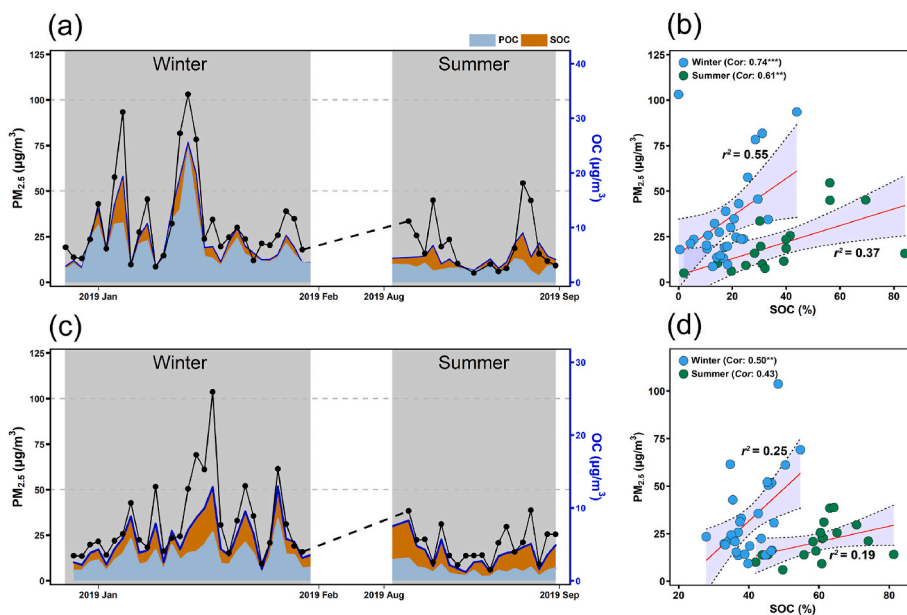 (a)
POC SOC
Winter
Summer
PM2.5 (µg/m³)
125
100
75
50
25
0
OC (µg/m³)
40
30
20
10
0
2019 Jan
2019 Feb
2019 Aug
2019 Sep
(b)
Winter (Cor: 0.74***)
Summer (Cor: 0.61**)
r² = 0.55
r² = 0.37
PM2.5 (µg/m³)
125
100
75
50
25
0
0
20
40
60
80
SOC (%)
(c)
Winter
Summer
PM2.5 (µg/m³)
125
100
75
50
25
0
OC (µg/m³)
30
20
10
0
2019 Jan
2019 Feb
2019 Aug
2019 Sep
(d)
Winter (Cor: 0.50**)
Summer (Cor: 0.43)
r² = 0.25
r² = 0.19
PM2.5 (µg/m³)
100
75
50
25
0
20
40
60
80
SOC (%)